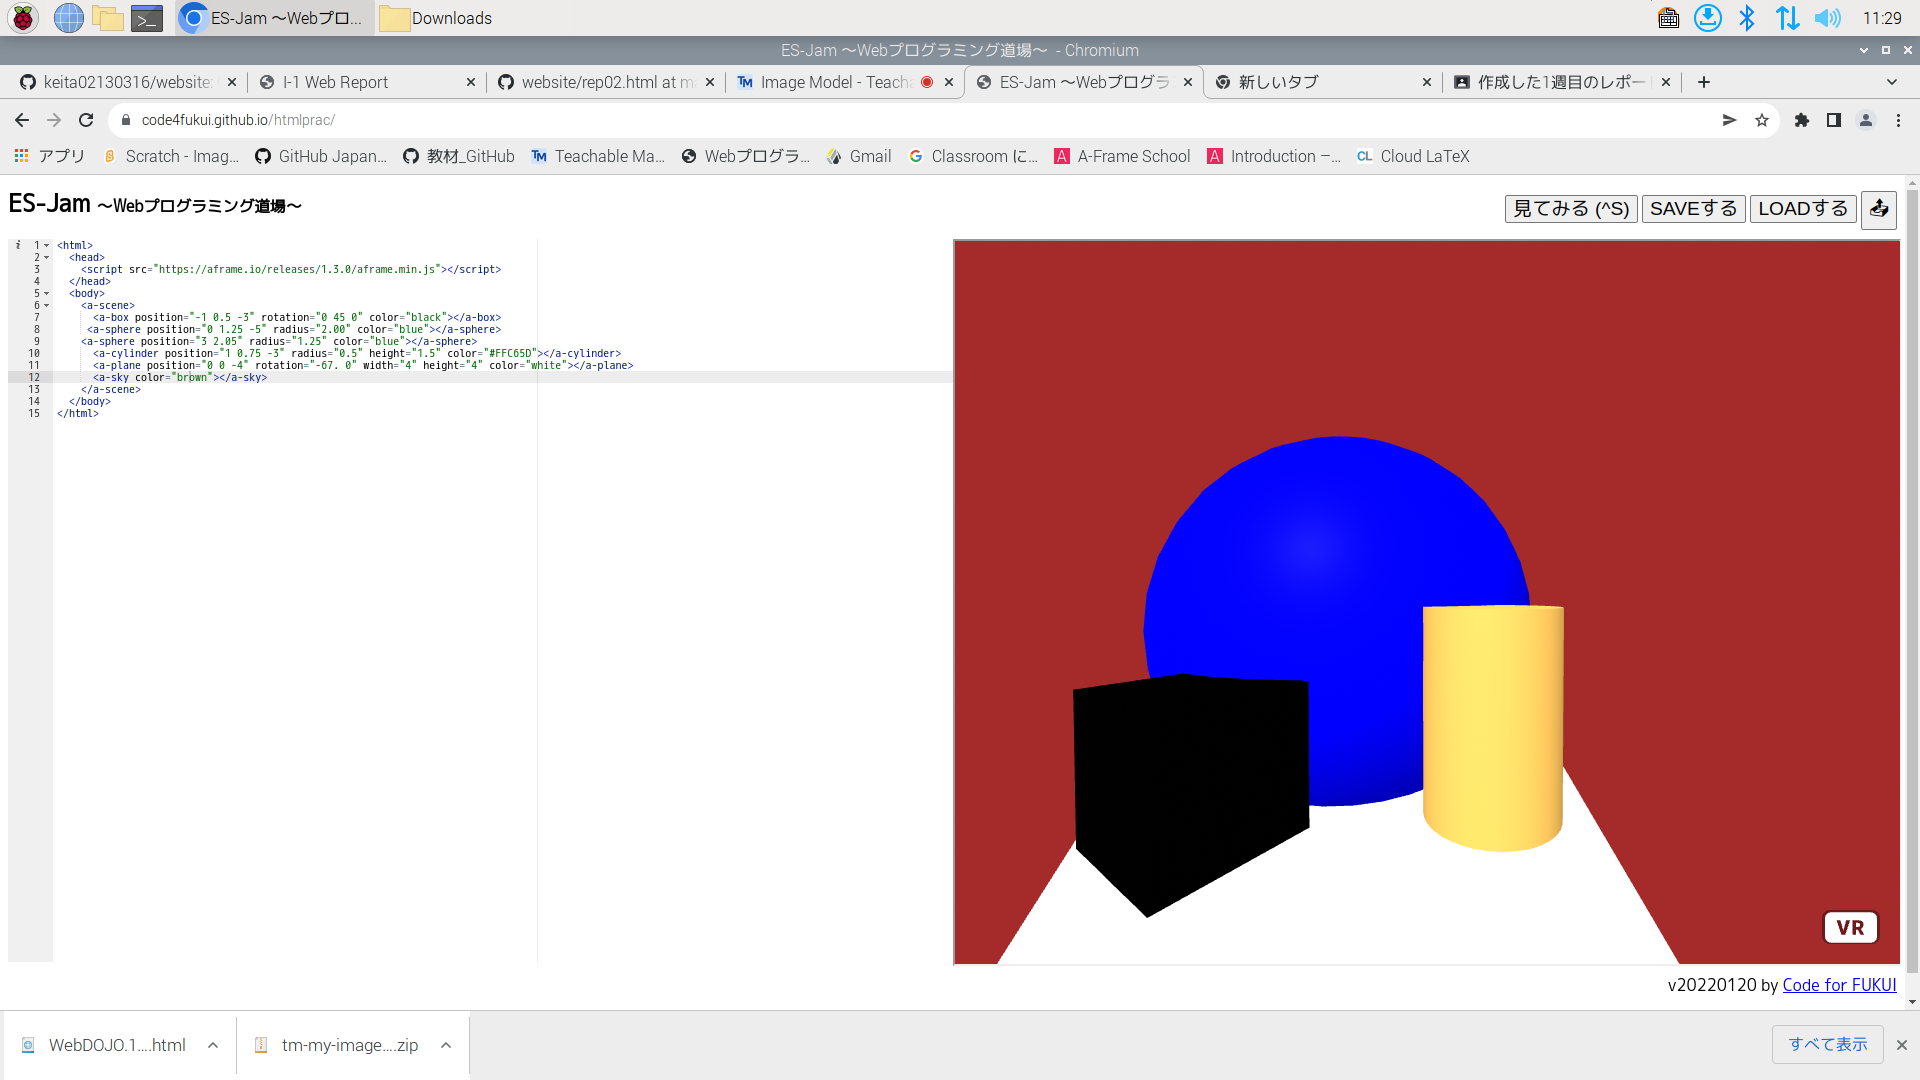 ES-Jam 〜Webプロ... Downloads 11:29
ES-Jam 〜Webプログラミング道場〜 - Chromium
keita02130316/website: I-1 Web Report website/rep02.html at ma Image Model - Teacha ES-Jam 〜Webプログラ 新しいタブ 作成した1週目のレポート
code4fukui.github.io/htmlprac/
アプリ Scratch - Imag... GitHub Japan... 教材_GitHub TM Teachable Ma... Webプログラ... Gmail Classroom に... A-Frame School Introduction –... CL Cloud LaTeX
ES-Jam 〜Webプログラミング道場〜 見てみる (^S) SAVEする LOADする
1 <html>
2 <head>
3 <script src="https://aframe.io/releases/1.3.0/aframe.min.js"></script>
4 </head>
5 <body>
6 <a-scene>
7 <a-box position="-1 0.5 -3" rotation="0 45 0" color="black"></a-box>
8 <a-sphere position="0 1.25 -5" radius="2.00" color="blue"></a-sphere>
9 <a-sphere position="3 2.05" radius="1.25" color="blue"></a-sphere>
10 <a-cylinder position="1 0.75 -3" radius="0.5" height="1.5" color="#FFC65D"></a-cylinder>
11 <a-plane position="0 0 -4" rotation="-67. 0" width="4" height="4" color="white"></a-plane>
12 <a-sky color="brown"></a-sky>
13 </a-scene>
14 </body>
15 </html>
VR
v20220120 by Code for FUKUI
WebDOJO.1....html tm-my-image....zip すべて表示